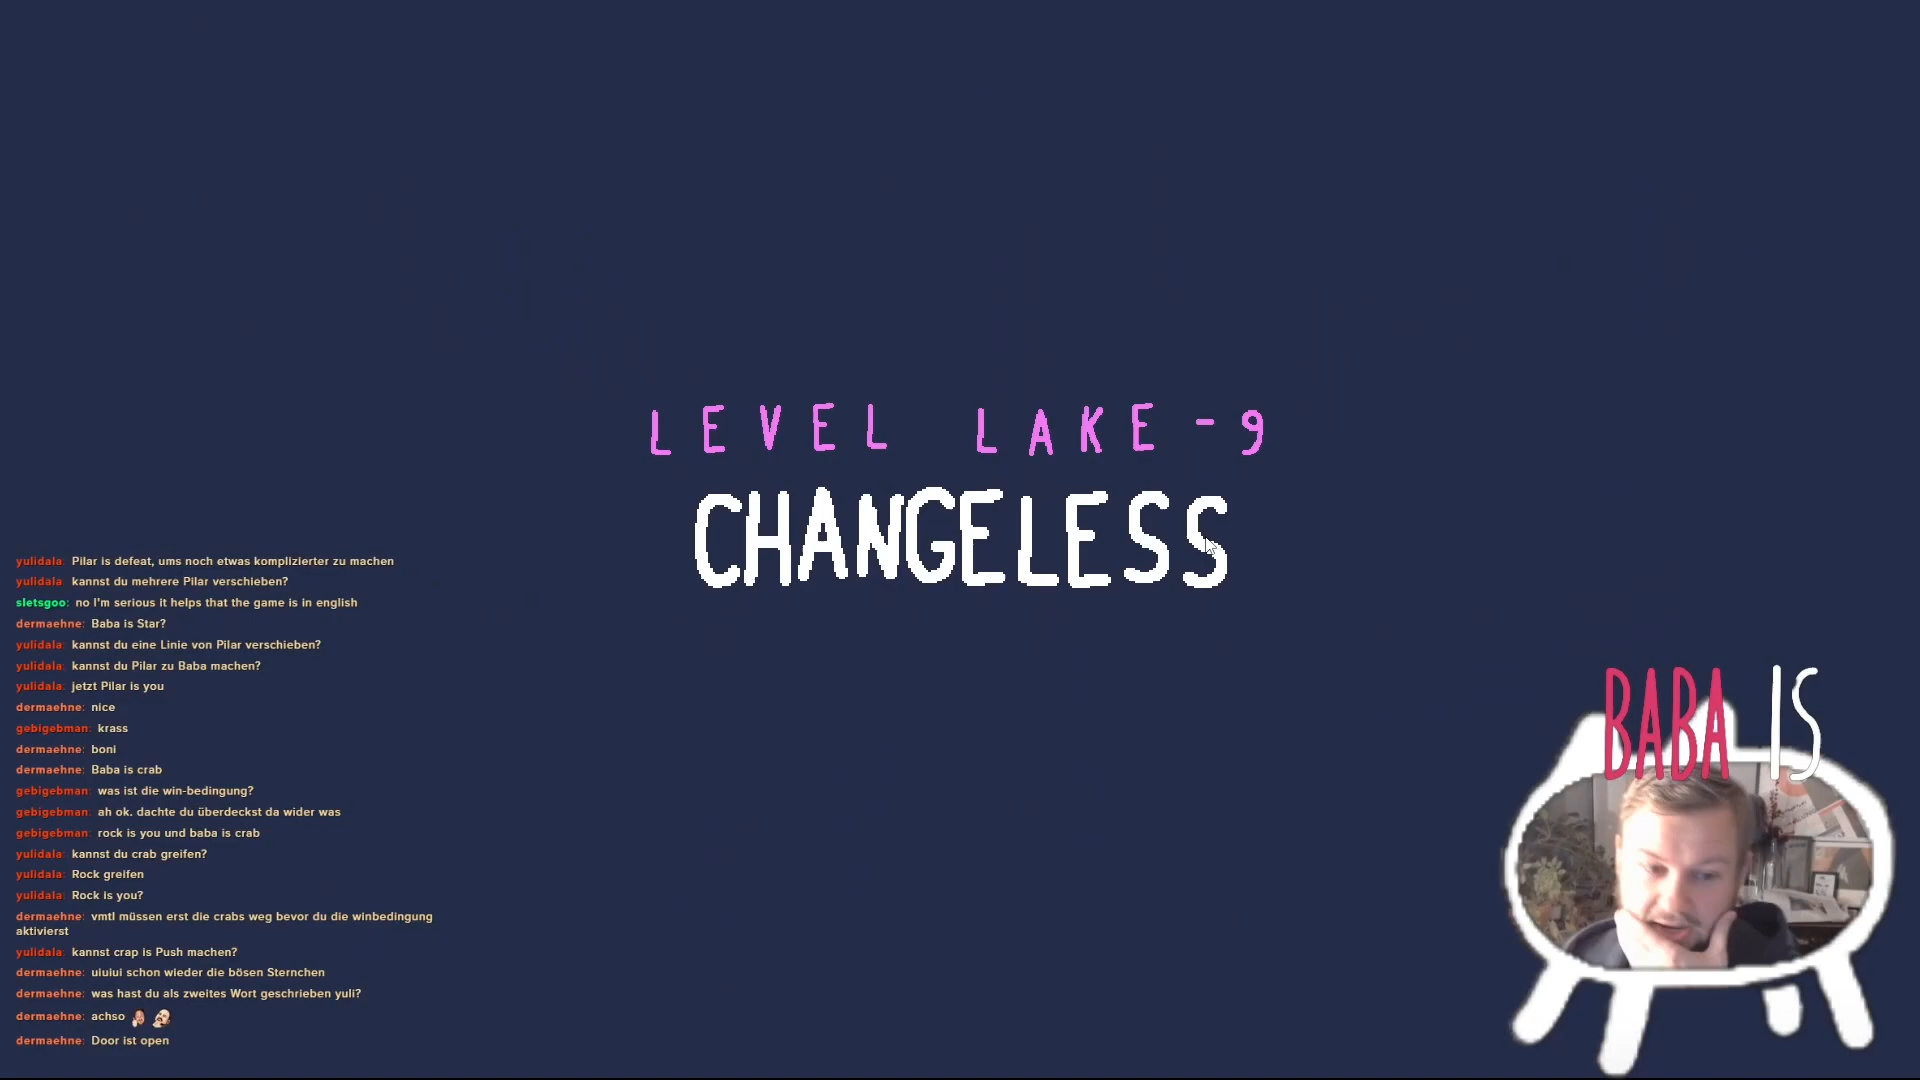 LEVEL LAKE-9
CHANGELESS
yulidala: Pilar is defeat, ums noch etwas komplizierter zu machen
yulidala: kannst du mehrere Pilar verschieben?
sletsgoo: no I'm serious it helps that the game is in english
dermaehne: Baba is Star?
yulidala: kannst du eine Linie von Pilar verschieben?
yulidala: kannst du Pilar zu Baba machen?
yulidala: jetzt Pilar is you
dermaehne: nice
gebigebman: krass
dermaehne: boni
dermaehne: Baba is crab
gebigebman: was ist die win-bedingung?
gebigebman: ah ok. dachte du überdeckst da wider was
gebigebman: rock is you und baba is crab
yulidala: kannst du crab greifen?
yulidala: Rock greifen
yulidala: Rock is you?
dermaehne: vmtl müssen erst die crabs weg bevor du die winbedingung
aktivierst
yulidala: kannst crap is Push machen?
dermaehne: uiuiui schon wieder die bösen Sternchen
dermaehne: was hast du als zweites Wort geschrieben yuli?
dermaehne: achso
dermaehne: Door ist open
BABA IS